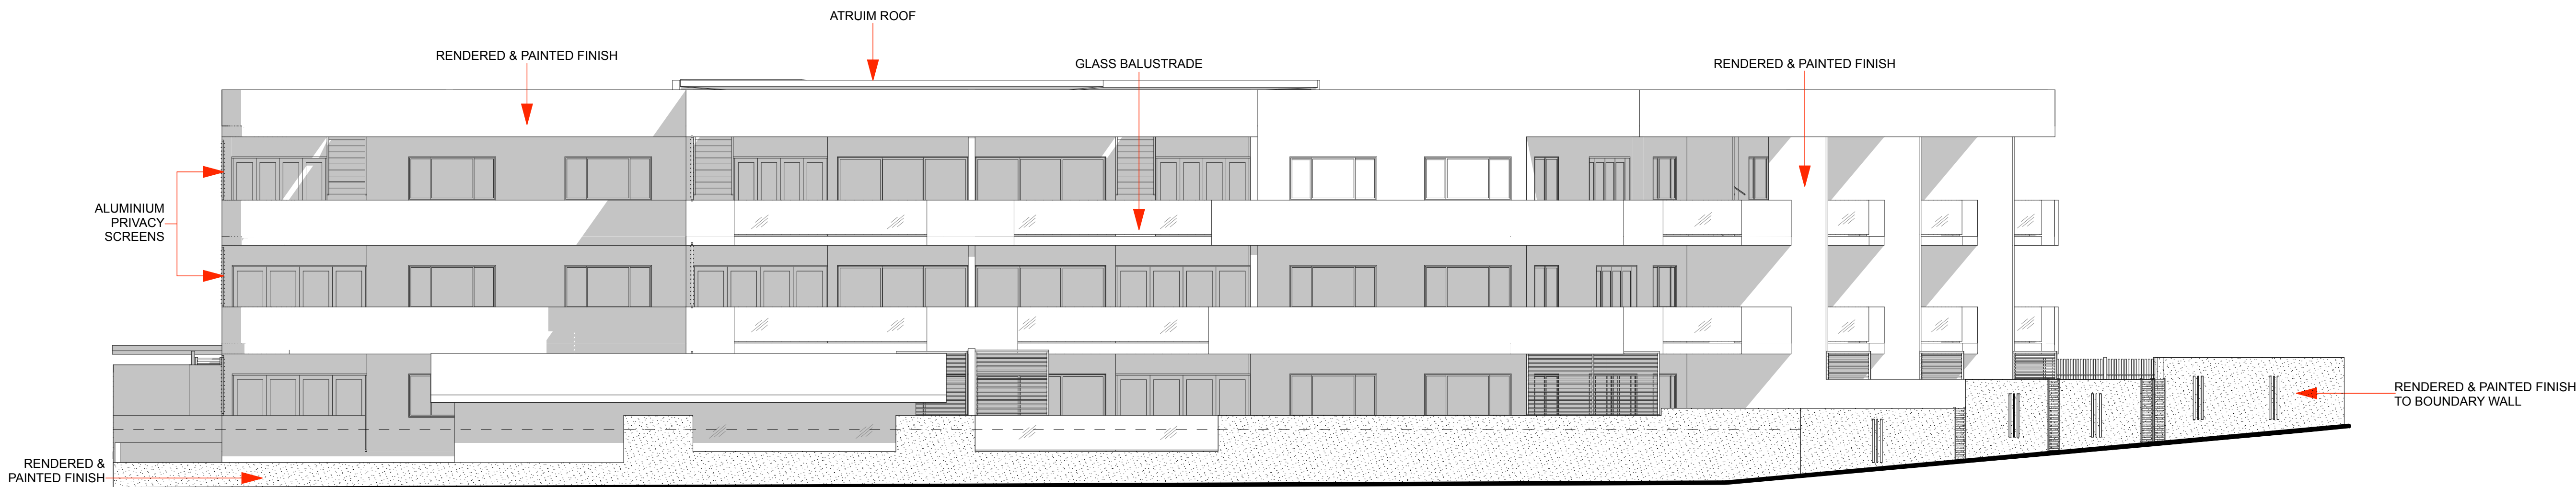 ATRUIM ROOF
RENDERED & PAINTED FINISH
GLASS BALUSTRADE
RENDERED & PAINTED FINISH
ALUMINIUM
PRIVACY
SCREENS
RENDERED & PAINTED FINISH
TO BOUNDARY WALL
RENDERED &
PAINTED FINISH